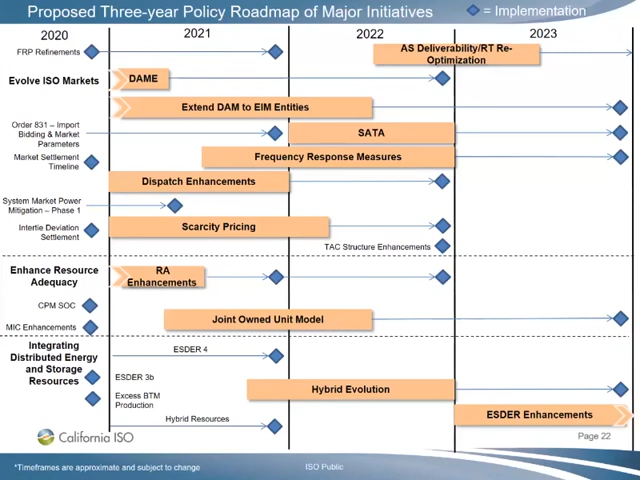 Proposed Three-year Policy Roadmap of Major Initiatives
= Implementation
2020
2021
2022
2023
FRP Refinements
AS Deliverability/RT Re-
Optimization
Evolve ISO Markets
DAME
Extend DAM to EIM Entities
Order 831 – Import
Bidding & Market
Parameters
SATA
Market Settlement
Timeline
Frequency Response Measures
Dispatch Enhancements
System Market Power
Mitigation – Phase 1
Intertie Deviation
Settlement
Scarcity Pricing
TAC Structure Enhancements
Enhance Resource
Adequacy
RA
Enhancements
CPM SOC
MIC Enhancements
Joint Owned Unit Model
Integrating
Distributed Energy
and Storage
Resources
ESDER 4
ESDER 3b
Excess BTM
Production
Hybrid Evolution
Hybrid Resources
ESDER Enhancements
California ISO
Page 22
*Timeframes are approximate and subject to change
ISO Public